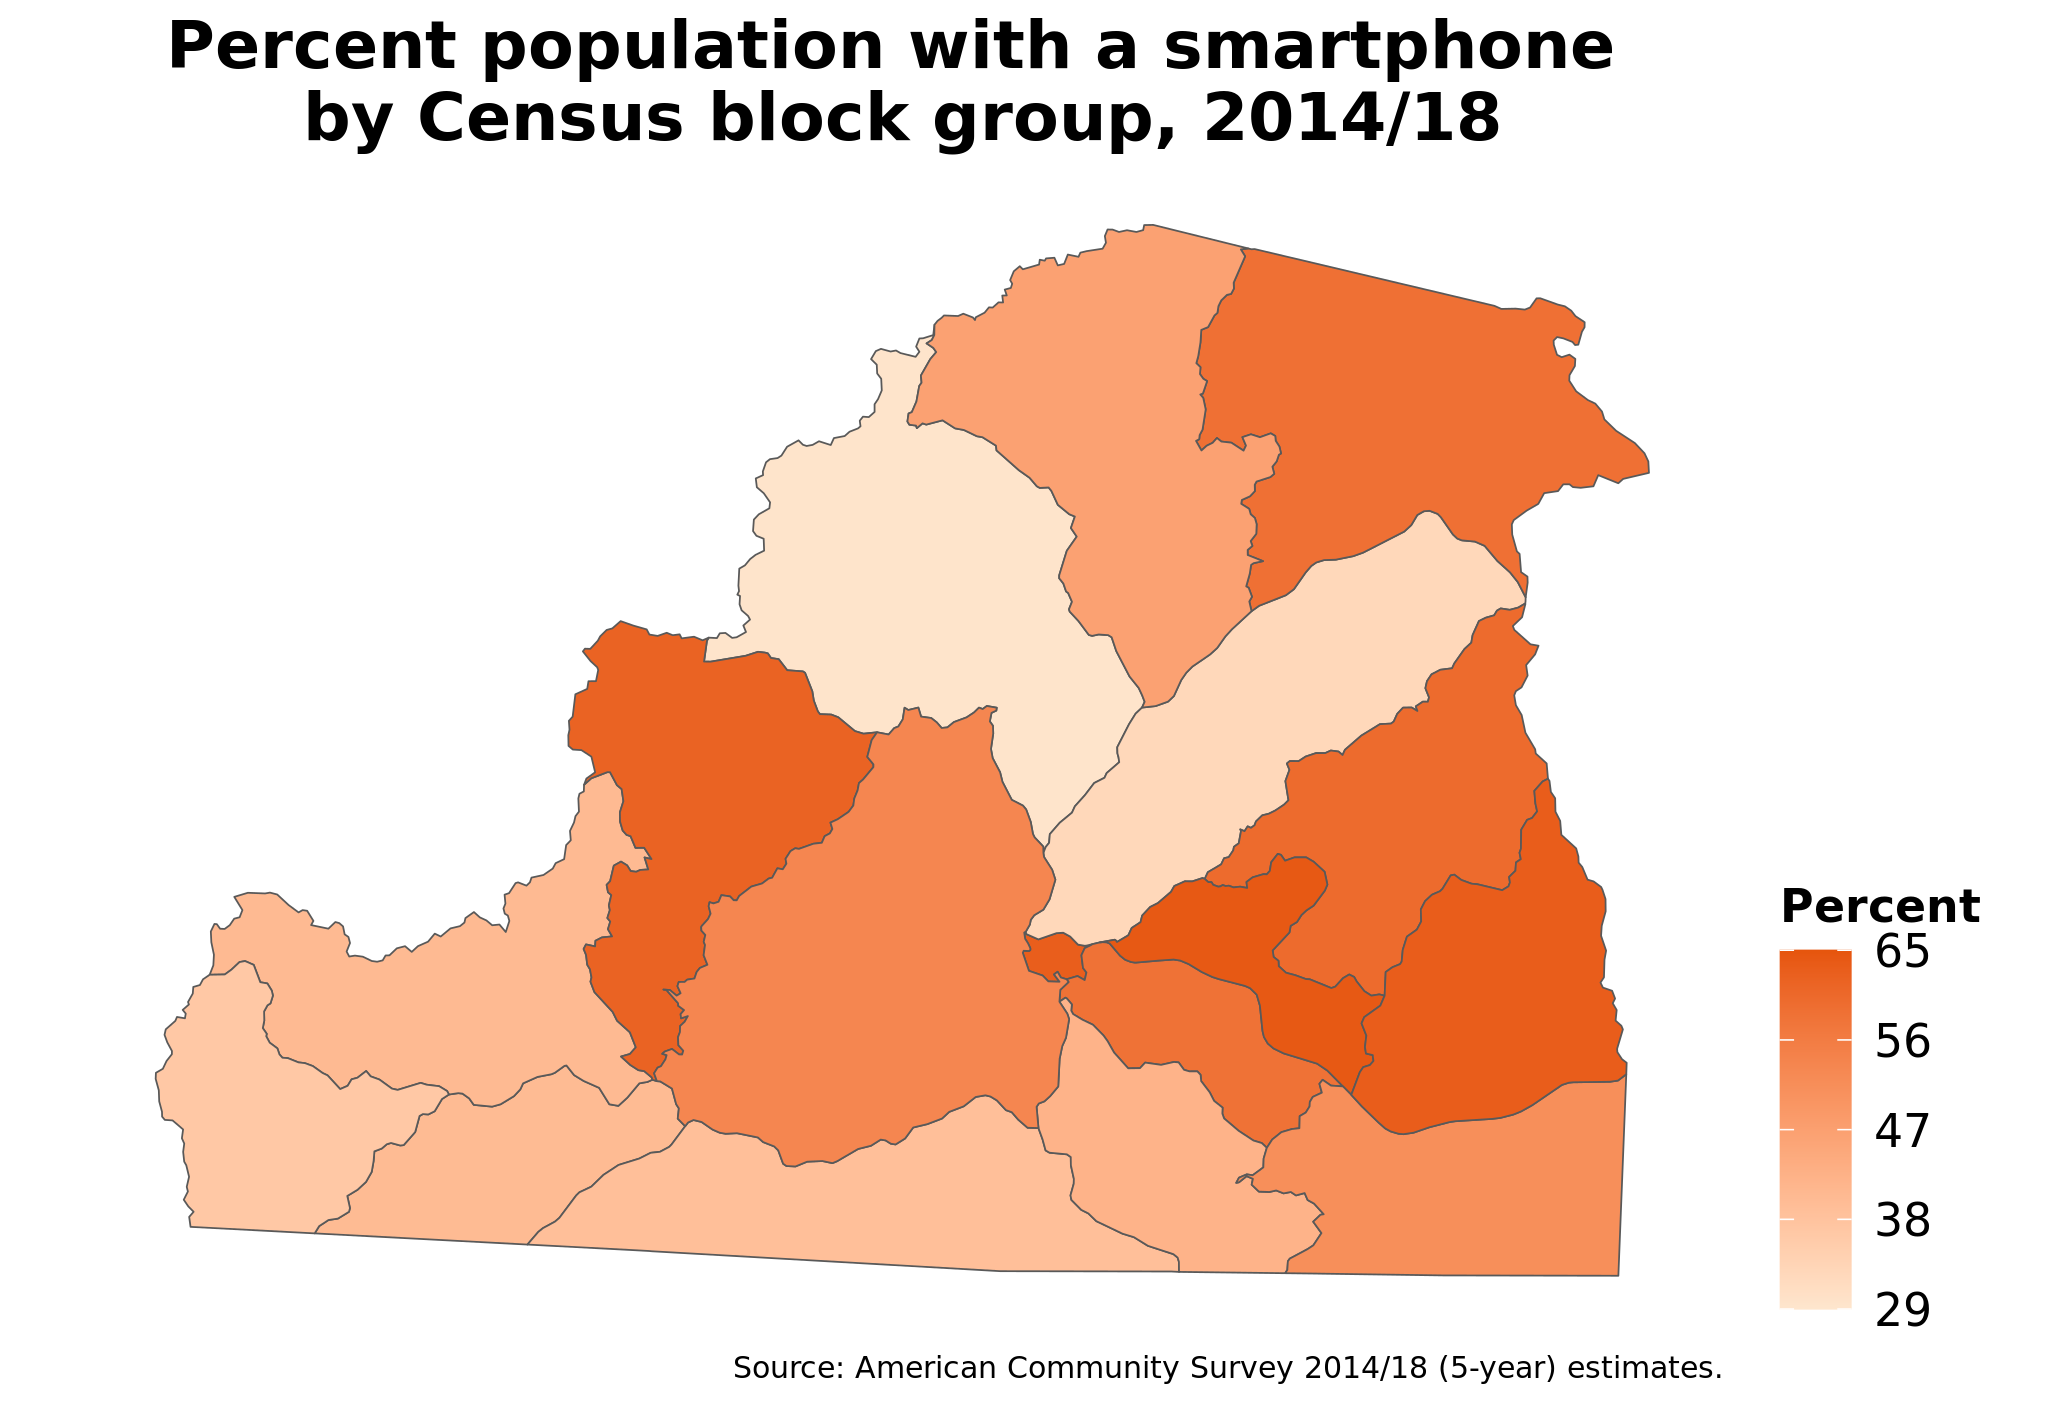 Percent population with a smartphone
by Census block group, 2014/18
Percent
65
56
47
38
29
Source: American Community Survey 2014/18 (5-year) estimates.